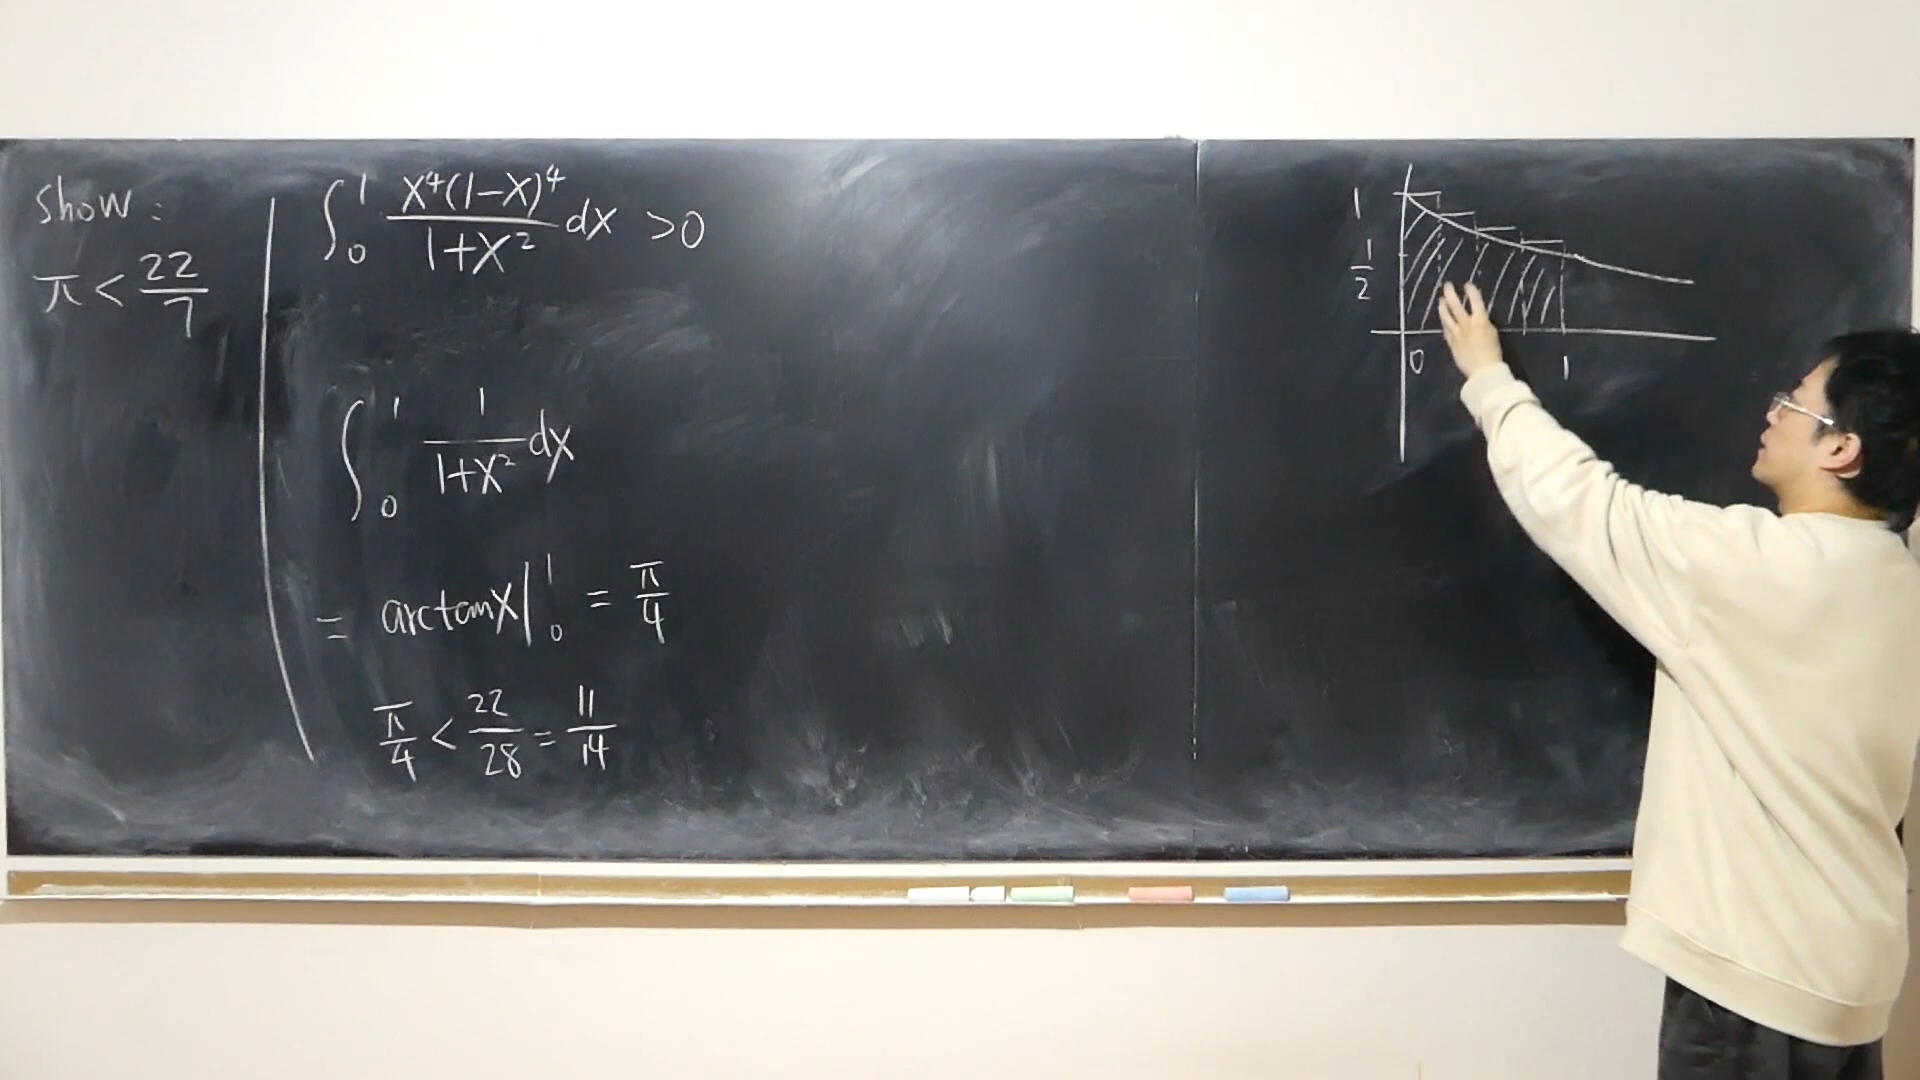 show:
π < 22/7
∫₀¹ x⁴(1-x)⁴/(1+x²) dx > 0
∫₀¹ 1/(1+x²) dx
= arctanx|₀¹ = π/4
π/4 < 22/28 = 11/14
1
1/2
0 1